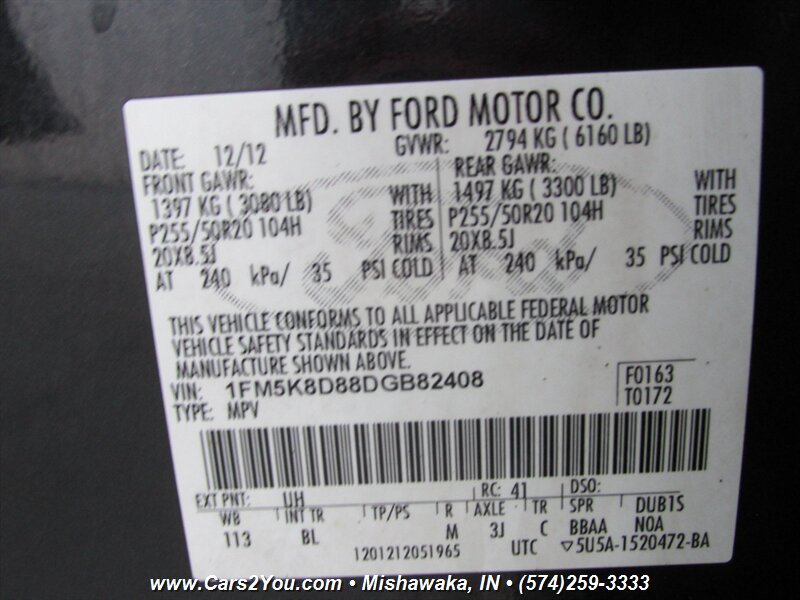 MFD. BY FORD MOTOR CO.
DATE: 12/12 GVWR: 2794 KG ( 6160 LB)
FRONT GAWR: REAR GAWR:
1397 KG ( 3080 LB) WITH 1497 KG ( 3300 LB) WITH
P255/50R20 104H TIRES P255/50R20 104H TIRES
20X8.5J RIMS 20X8.5J RIMS
AT 240 kPa/ 35 PSI COLD AT 240 kPa/ 35 PSI COLD
THIS VEHICLE CONFORMS TO ALL APPLICABLE FEDERAL MOTOR
VEHICLE SAFETY STANDARDS IN EFFECT ON THE DATE OF
MANUFACTURE SHOWN ABOVE.
VIN: 1FM5K8D88DGB82408 F0163
TYPE: MPV T0172
EXT PNT: UH RC: 41 DSO:
WB INT TR TP/PS R AXLE TR SPR DUB1S
113 BL M 3J C BBAA NOA
1201212051965 UTC ▽5U5A-1520472-BA
www.Cars2You.com • Mishawaka, IN • (574)259-3333